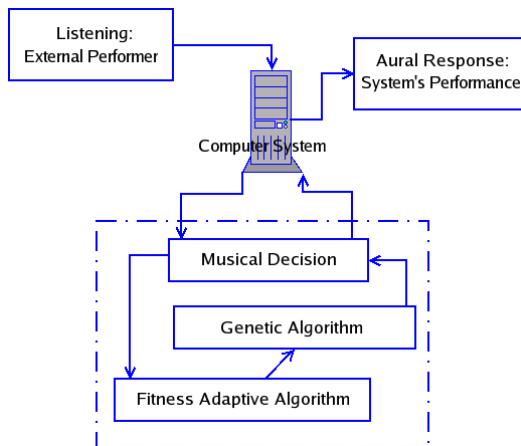 Listening:
External Performer
Aural Response:
System's Performance
Computer System
Musical Decision
Genetic Algorithm
Fitness Adaptive Algorithm